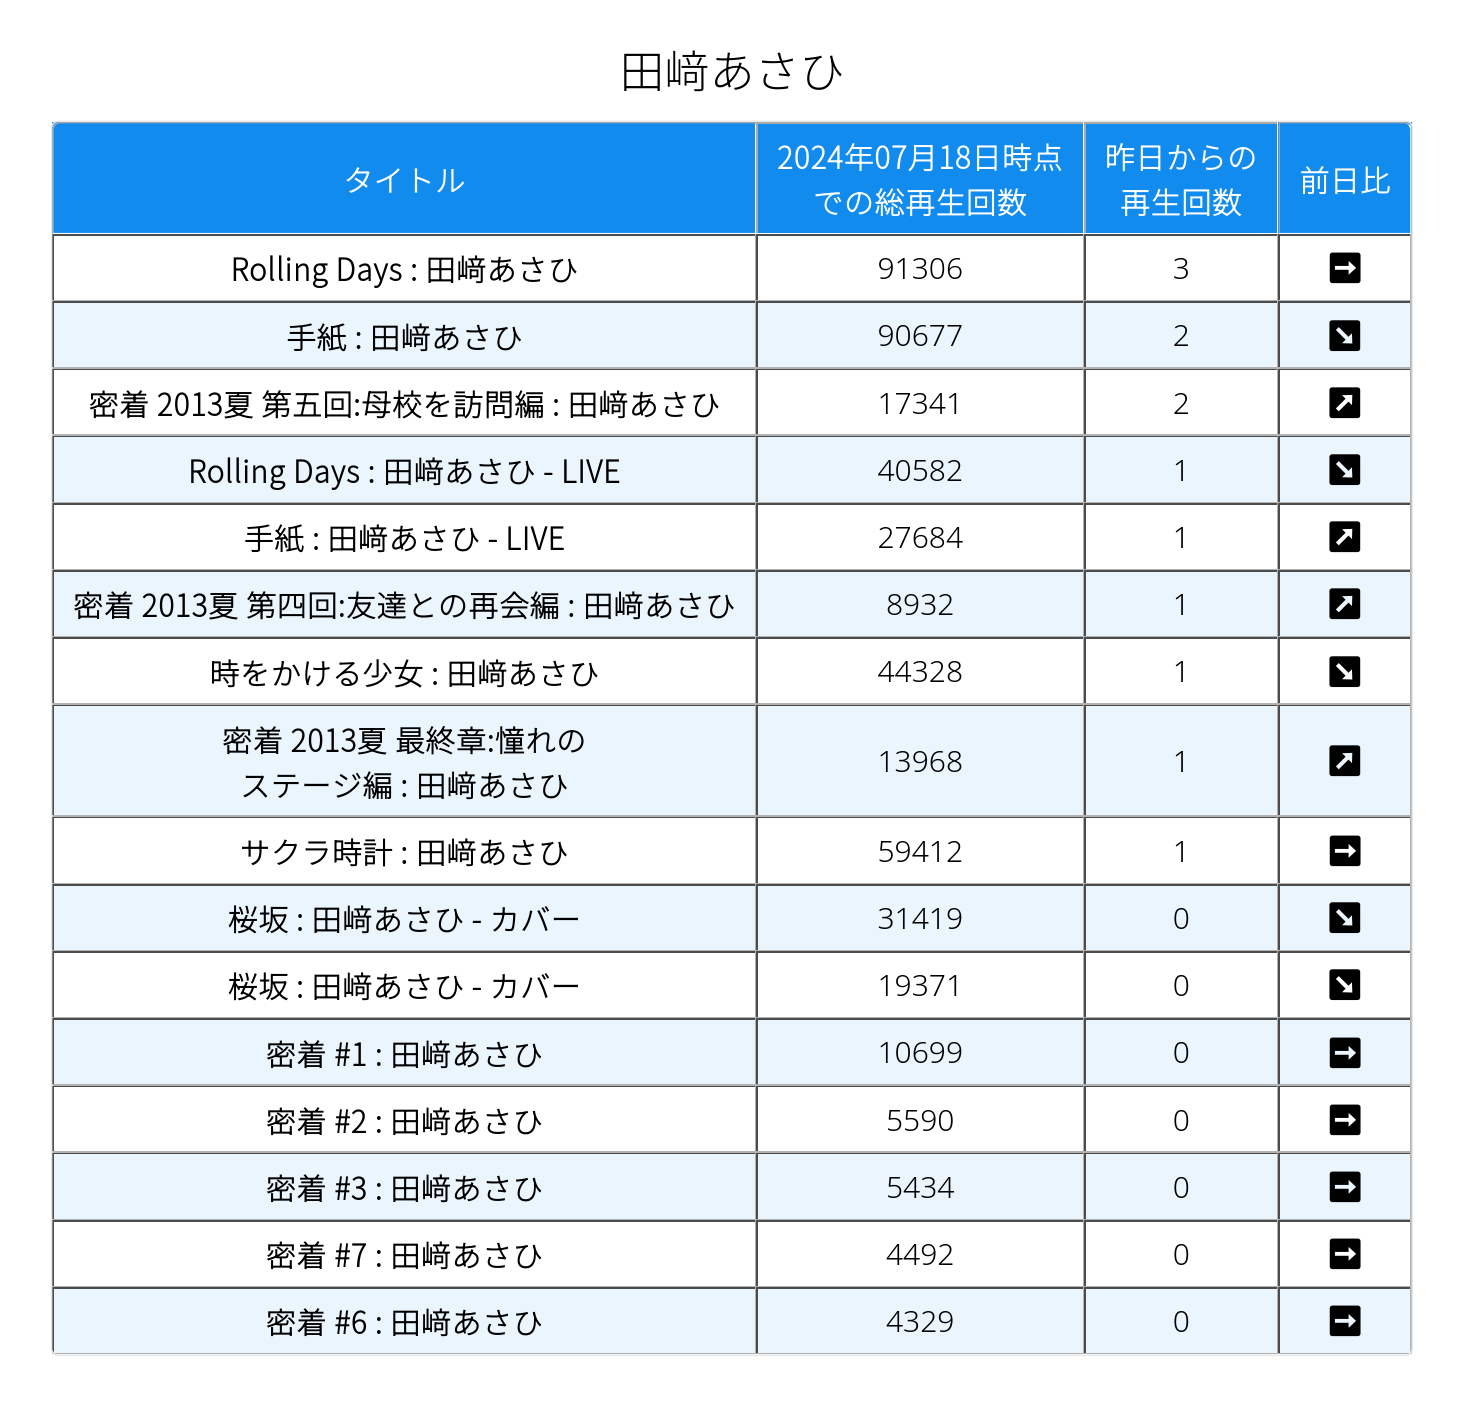 田﨑あさひ
タイトル
2024年07月18日時点
での総再生回数
昨日からの
再生回数
前日比
Rolling Days : 田﨑あさひ 91306 3 ➡
手紙 : 田﨑あさひ 90677 2 ↘
密着 2013夏 第五回:母校を訪問編 : 田﨑あさひ 17341 2 ↗
Rolling Days : 田﨑あさひ - LIVE 40582 1 ↘
手紙 : 田﨑あさひ - LIVE 27684 1 ↗
密着 2013夏 第四回:友達との再会編 : 田﨑あさひ 8932 1 ↗
時をかける少女 : 田﨑あさひ 44328 1 ↘
密着 2013夏 最終章:憧れの
ステージ編 : 田﨑あさひ 13968 1 ↗
サクラ時計 : 田﨑あさひ 59412 1 ➡
桜坂 : 田﨑あさひ - カバー 31419 0 ↘
桜坂 : 田﨑あさひ - カバー 19371 0 ↘
密着 #1 : 田﨑あさひ 10699 0 ➡
密着 #2 : 田﨑あさひ 5590 0 ➡
密着 #3 : 田﨑あさひ 5434 0 ➡
密着 #7 : 田﨑あさひ 4492 0 ➡
密着 #6 : 田﨑あさひ 4329 0 ➡